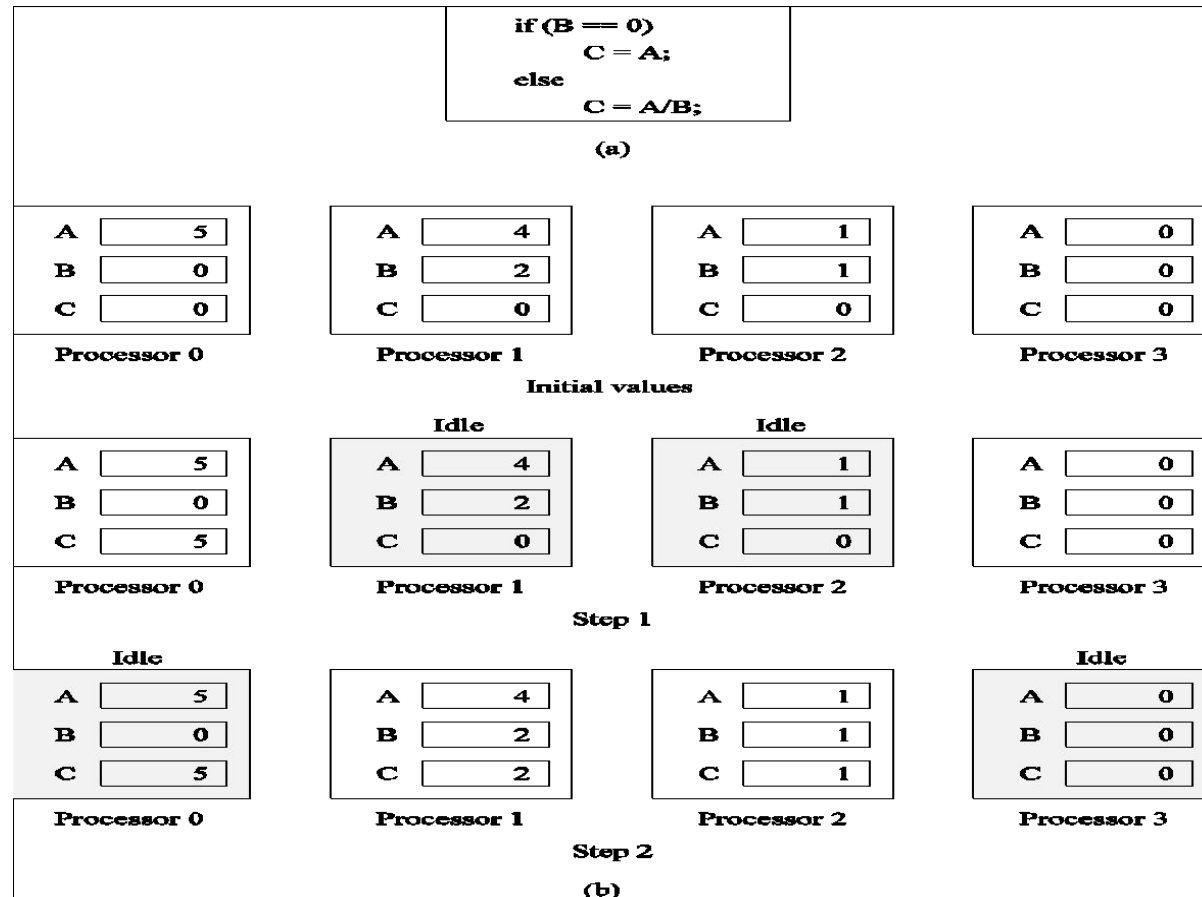 if (B == 0)
C = A;
else
C = A/B;
(a)
A 5 A 4 A 1 A 0
B 0 B 2 B 1 B 0
C 0 C 0 C 0 C 0
Processor 0 Processor 1 Processor 2 Processor 3
Initial values
Idle Idle
A 5 A 4 A 1 A 0
B 0 B 2 B 1 B 0
C 5 C 0 C 0 C 0
Processor 0 Processor 1 Processor 2 Processor 3
Step 1
Idle Idle
A 5 A 4 A 1 A 0
B 0 B 2 B 1 B 0
C 5 C 2 C 1 C 0
Processor 0 Processor 1 Processor 2 Processor 3
Step 2
(b)